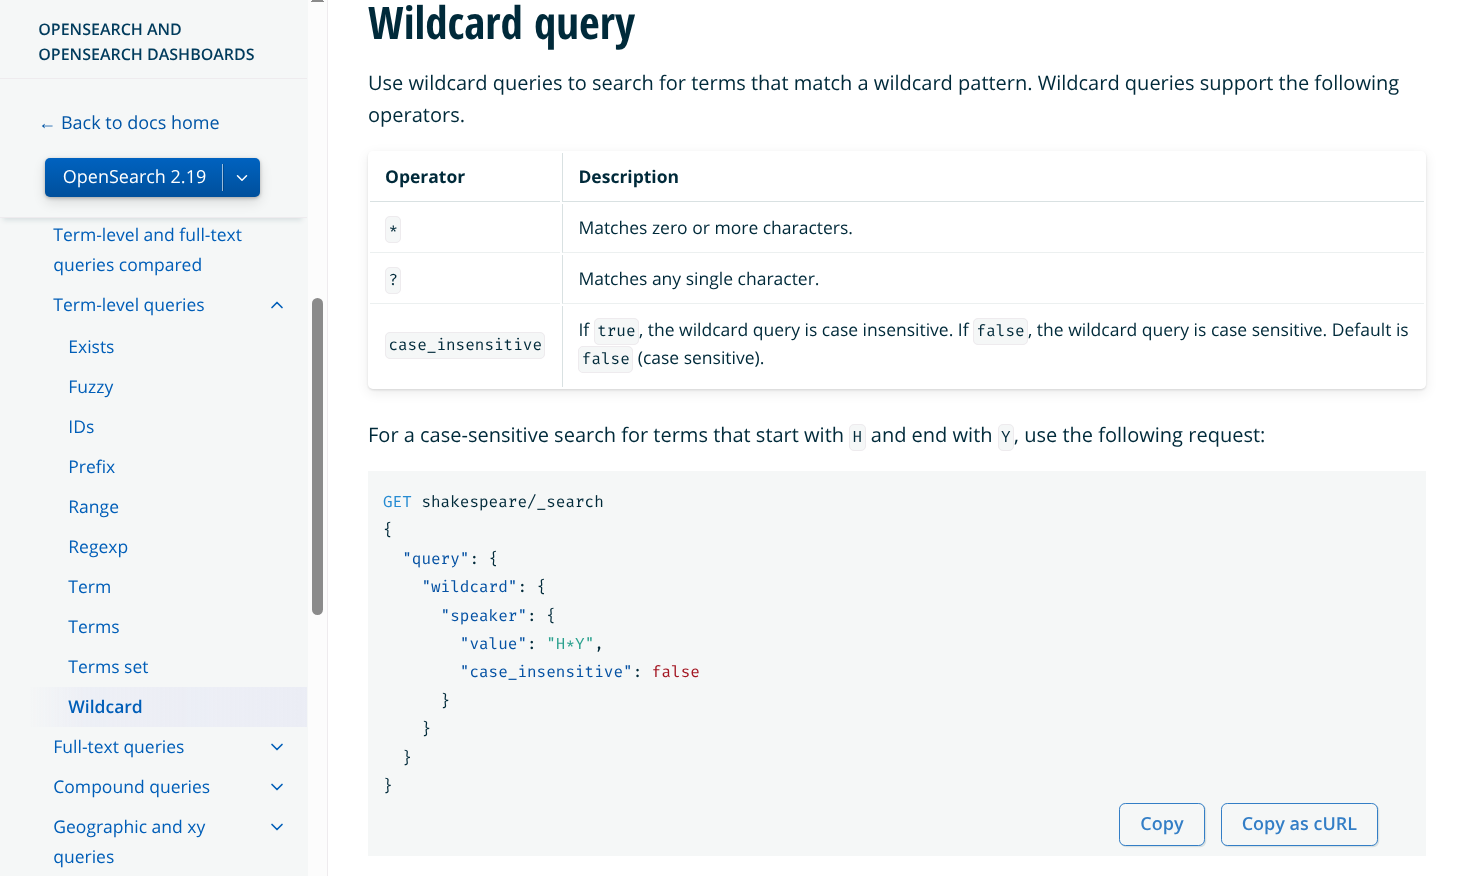 OPENSEARCH AND
OPENSEARCH DASHBOARDS
← Back to docs home
OpenSearch 2.19
Term-level and full-text
queries compared
Term-level queries
Exists
Fuzzy
IDs
Prefix
Range
Regexp
Term
Terms
Terms set
Wildcard
Full-text queries
Compound queries
Geographic and xy
queries
Wildcard query
Use wildcard queries to search for terms that match a wildcard pattern. Wildcard queries support the following
operators.
Operator Description
* Matches zero or more characters.
? Matches any single character.
case_insensitive If true, the wildcard query is case insensitive. If false, the wildcard query is case sensitive. Default is
false (case sensitive).
For a case-sensitive search for terms that start with H and end with Y, use the following request:
GET shakespeare/_search
{
  "query": {
    "wildcard": {
      "speaker": {
        "value": "H*Y",
        "case_insensitive": false
      }
    }
  }
}
Copy Copy as cURL